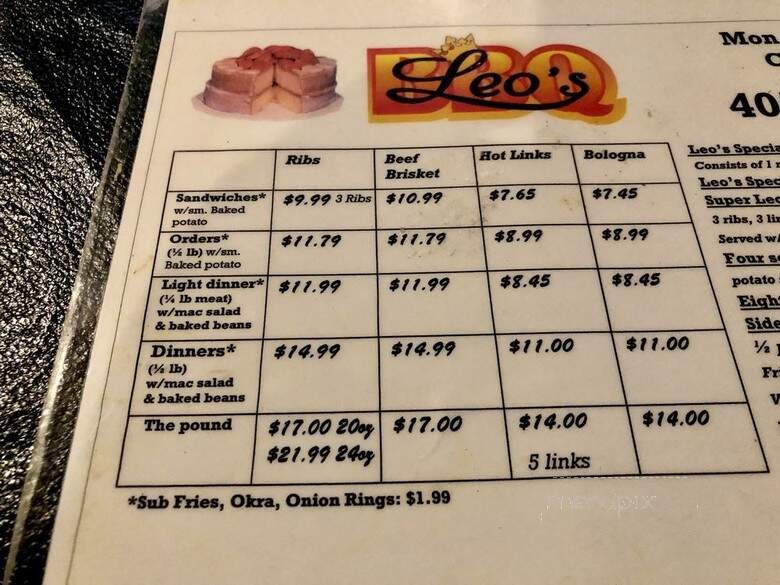 Leo's
BBQ
Mon
40
Ribs
Beef Brisket
Hot Links
Bologna
Sandwiches*
w/sm. Baked
potato
$9.99 3 Ribs
$10.99
$7.65
$7.45
Orders*
(½ lb) w/sm.
Baked potato
$11.79
$11.79
$8.99
$8.99
Light dinner*
(¼ lb meat)
w/mac salad
& baked beans
$11.99
$11.99
$8.45
$8.45
Dinners*
(½ lb)
w/mac salad
& baked beans
$14.99
$14.99
$11.00
$11.00
The pound
$17.00 20oz
$21.99 24oz
$17.00
$14.00
5 links
$14.00
*Sub Fries, Okra, Onion Rings: $1.99
Leo's Specia
Consists of 1
Leo's Spec
Super Leo
3 ribs, 3 li
Served w/
Four s
potato
Eigh
Side
½
Fr